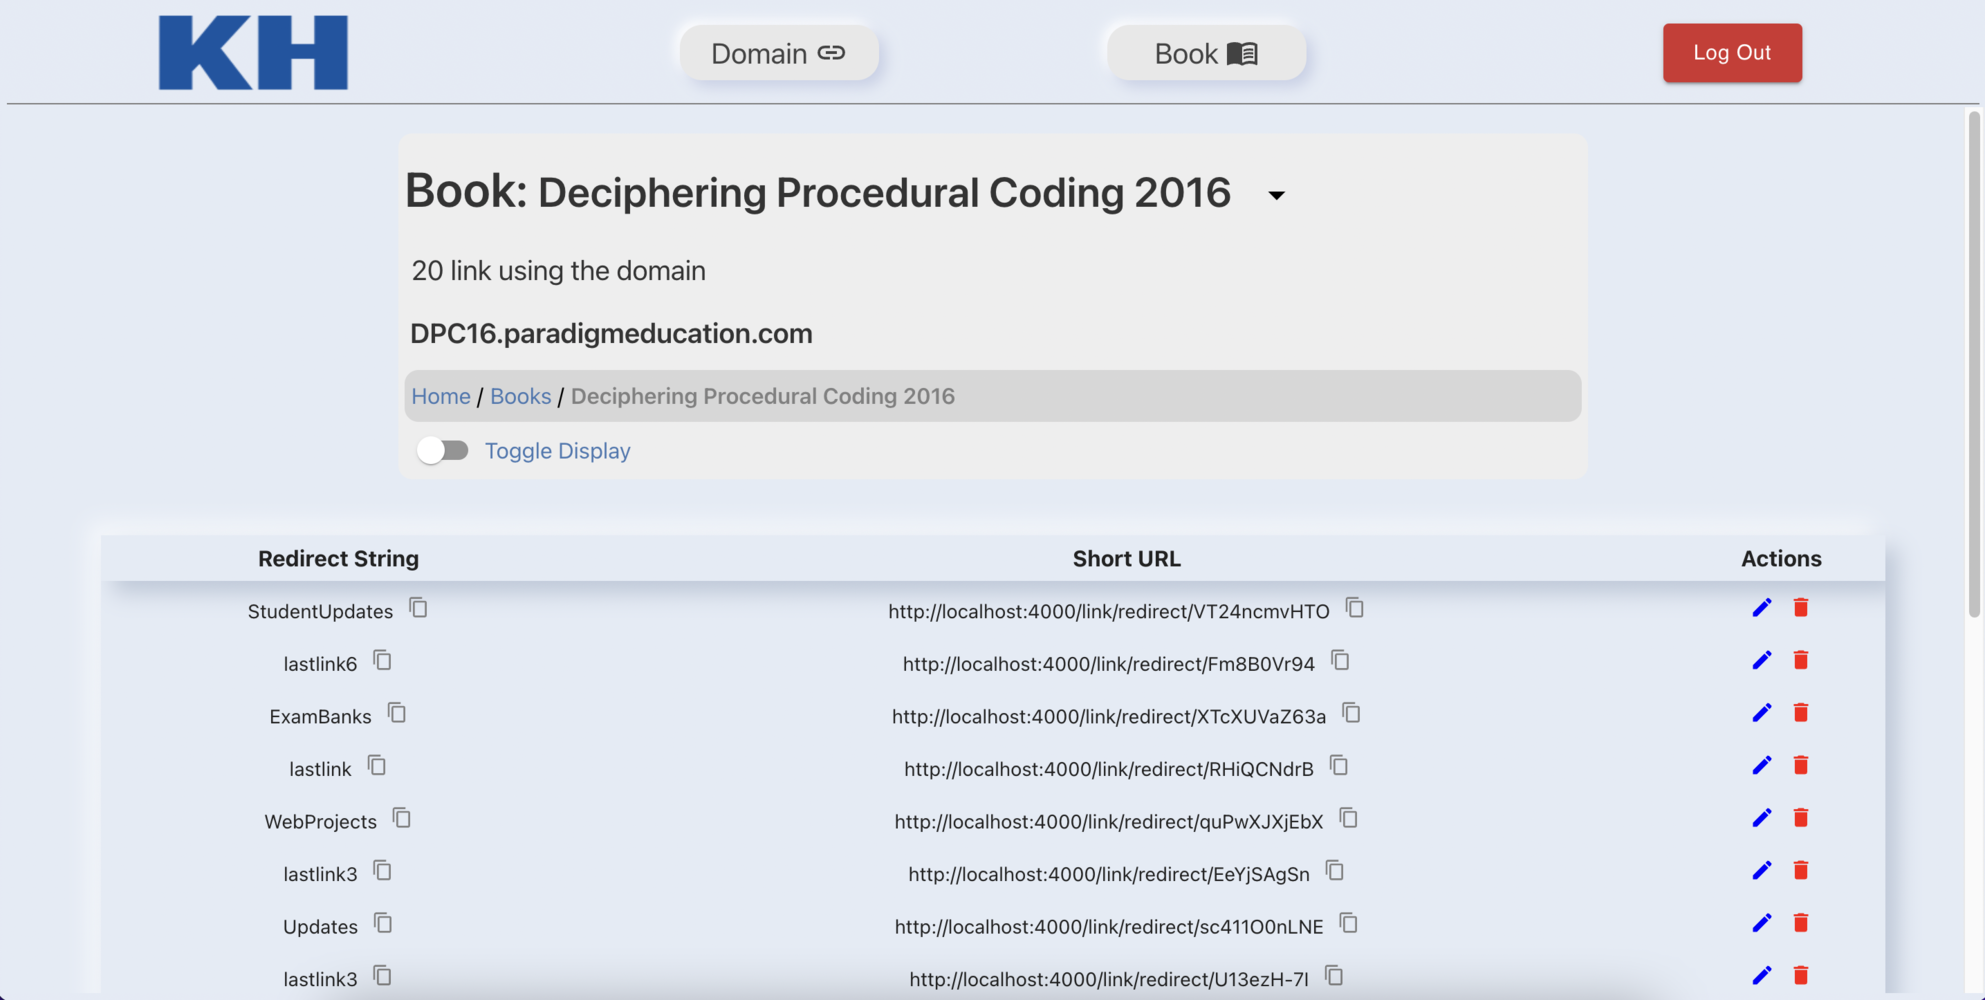 KH
Domain
Book
Log Out
Book: Deciphering Procedural Coding 2016
20 link using the domain
DPC16.paradigmeducation.com
Home / Books / Deciphering Procedural Coding 2016
Toggle Display
Redirect String Short URL Actions
StudentUpdates http://localhost:4000/link/redirect/VT24ncmvHTO
lastlink6 http://localhost:4000/link/redirect/Fm8B0Vr94
ExamBanks http://localhost:4000/link/redirect/XTcXUVaZ63a
lastlink http://localhost:4000/link/redirect/RHiQCNdrB
WebProjects http://localhost:4000/link/redirect/quPwXJXjEbX
lastlink3 http://localhost:4000/link/redirect/EeYjSAgSn
Updates http://localhost:4000/link/redirect/sc411O0nLNE
lastlink3 http://localhost:4000/link/redirect/U13ezH-7I